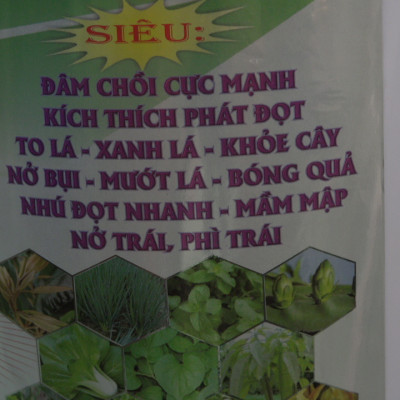 SIÊU:
ĐÂM CHỒI CỰC MẠNH
KÍCH THÍCH PHÁT ĐỌT
TO LÁ - XANH LÁ - KHỎE CÂY
NỞ BỤI - MƯỚT LÁ - BÓNG QUẢ
NHÚ ĐỌT NHANH - MẦM MẬP
NỞ TRÁI, PHÌ TRÁI